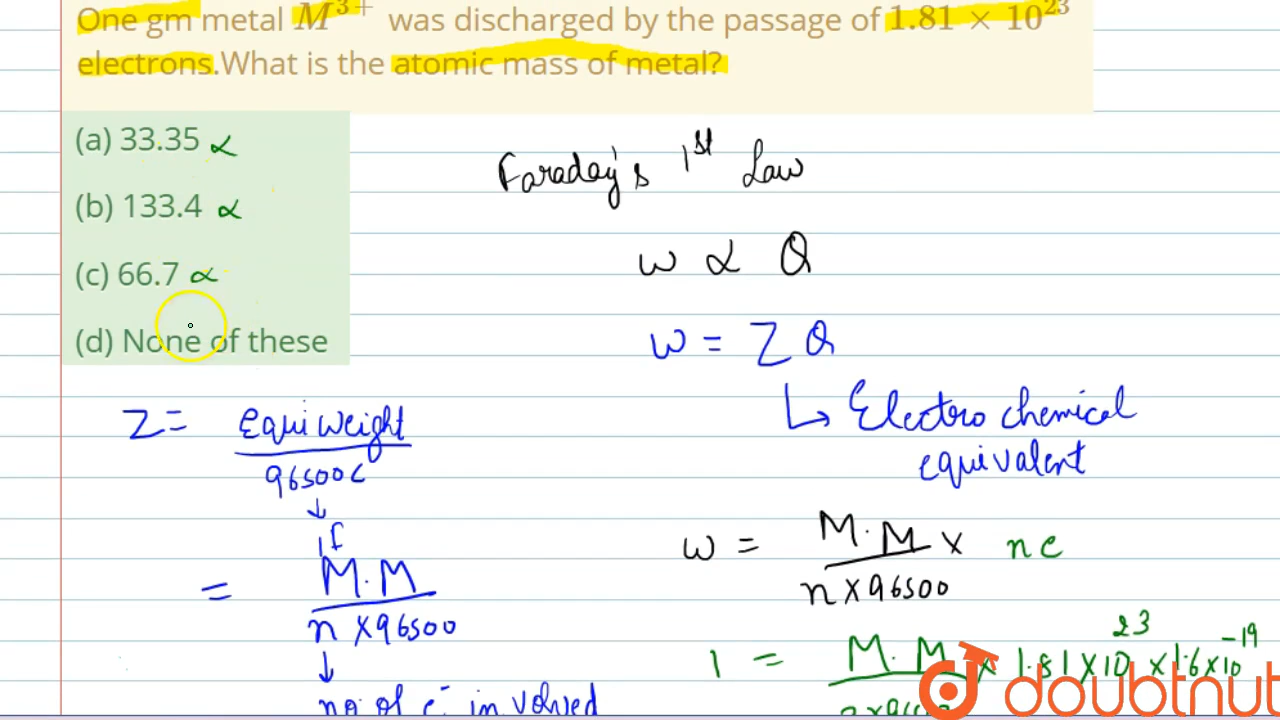 One gm metal M³⁺ was discharged by the passage of 1.81 × 10²³
electrons.What is the atomic mass of metal?
(a) 33.35 α
(b) 133.4 α
(c) 66.7 α
(d) None of these
Faraday's 1st Law
w α Q
w = Z Q
↳ Electro chemical
equivalent
Z = Equi weight
96500C
↓
1F
= M.M
n × 96500
↓
no. of e⁻ involved
w = M.M × ne
n × 96500
1 = M.M × 1.81 × 10²³ × 1.6 × 10⁻¹⁹
doubtnut